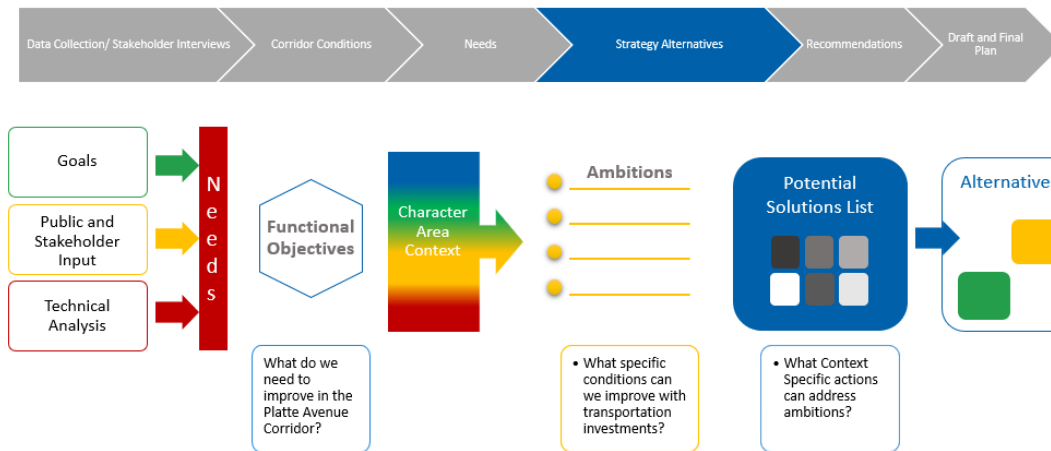 Data Collection/ Stakeholder Interviews
Corridor Conditions
Needs
Strategy Alternatives
Recommendations
Draft and Final
Plan
Goals
Public and
Stakeholder
Input
Technical
Analysis
Needs
Functional
Objectives
What do we
need to
improve in the
Platte Avenue
Corridor?
Character
Area
Context
Ambitions
• What specific
conditions can
we improve with
transportation
investments?
Potential
Solutions List
• What Context
Specific actions
can address
ambitions?
Alternatives